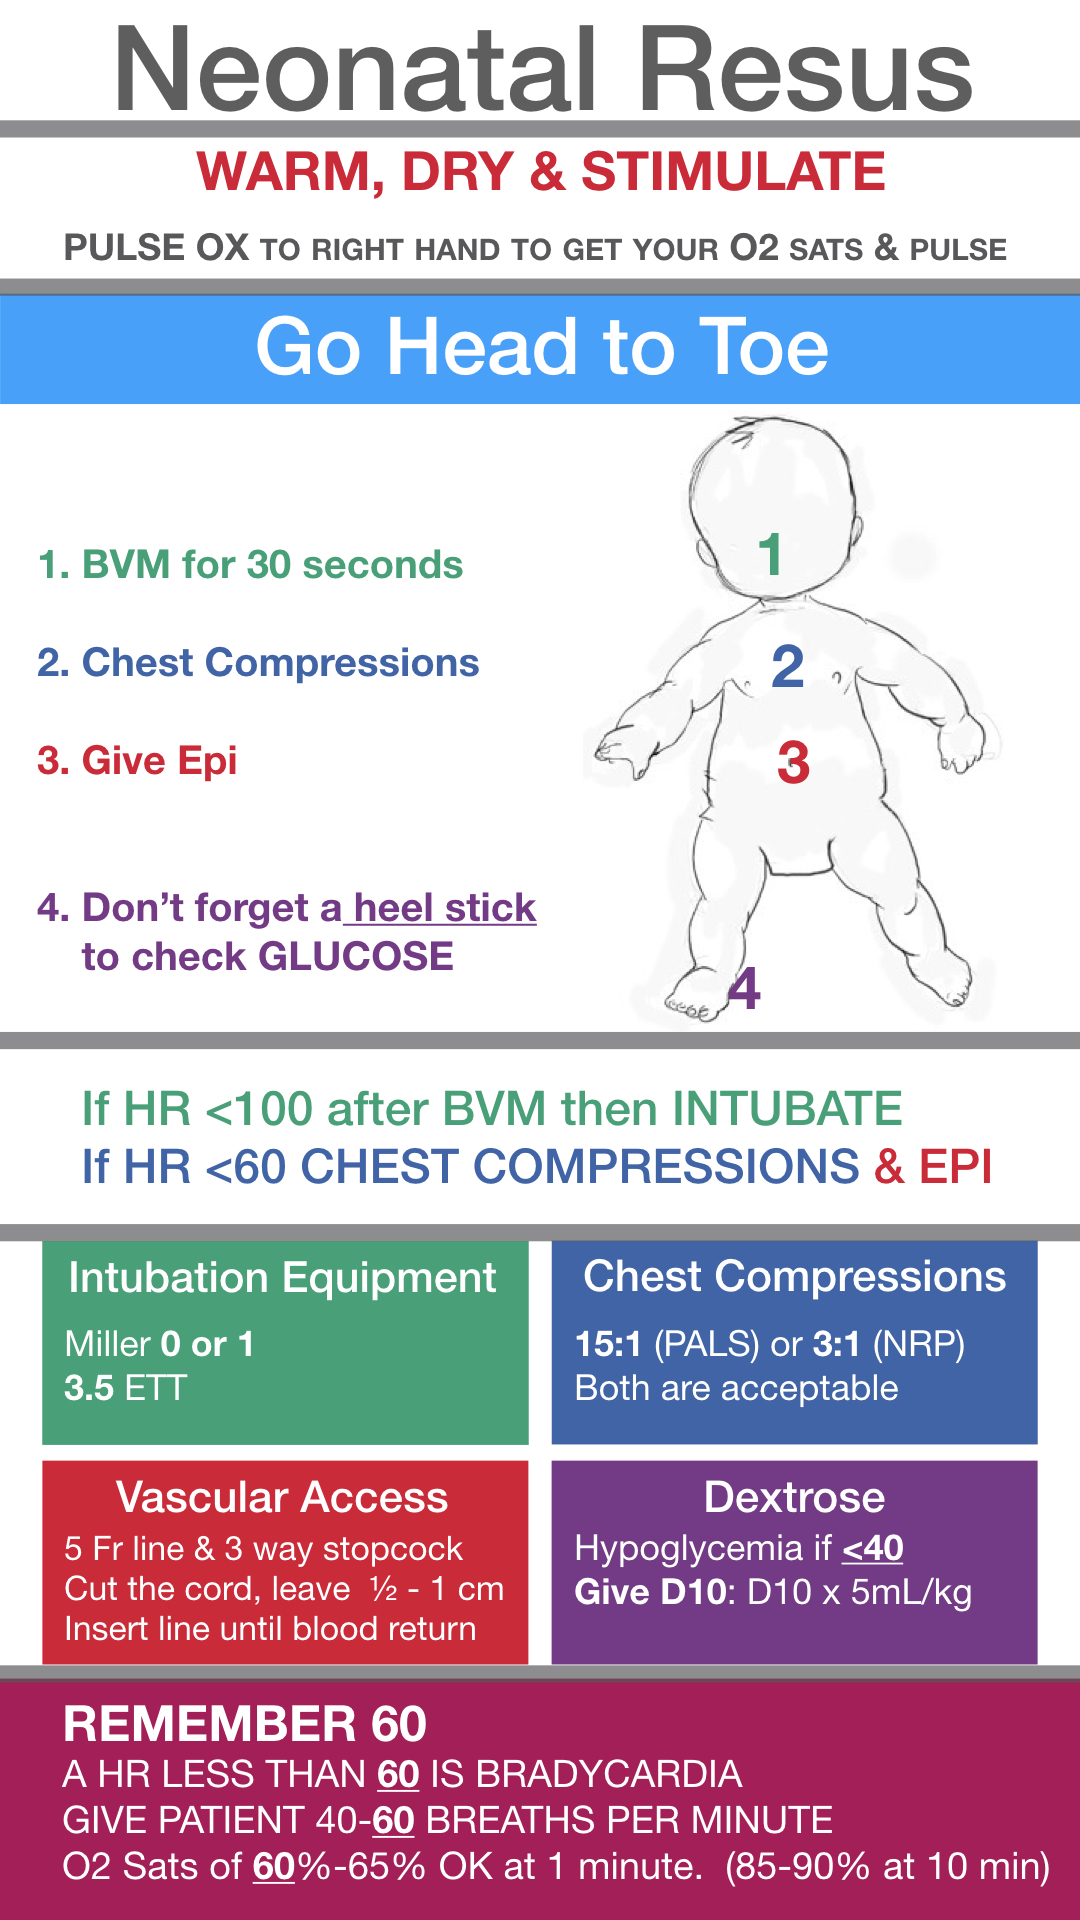 Neonatal Resus
WARM, DRY & STIMULATE
PULSE OX TO RIGHT HAND TO GET YOUR O2 SATS & PULSE
Go Head to Toe
1. BVM for 30 seconds
2. Chest Compressions
3. Give Epi
4. Don’t forget a heel stick
to check GLUCOSE
1
2
3
4
If HR <100 after BVM then INTUBATE
If HR <60 CHEST COMPRESSIONS & EPI
Intubation Equipment
Miller 0 or 1
3.5 ETT
Chest Compressions
15:1 (PALS) or 3:1 (NRP)
Both are acceptable
Vascular Access
5 Fr line & 3 way stopcock
Cut the cord, leave ½ - 1 cm
Insert line until blood return
Dextrose
Hypoglycemia if <40
Give D10: D10 x 5mL/kg
REMEMBER 60
A HR LESS THAN 60 IS BRADYCARDIA
GIVE PATIENT 40-60 BREATHS PER MINUTE
O2 Sats of 60%-65% OK at 1 minute. (85-90% at 10 min)